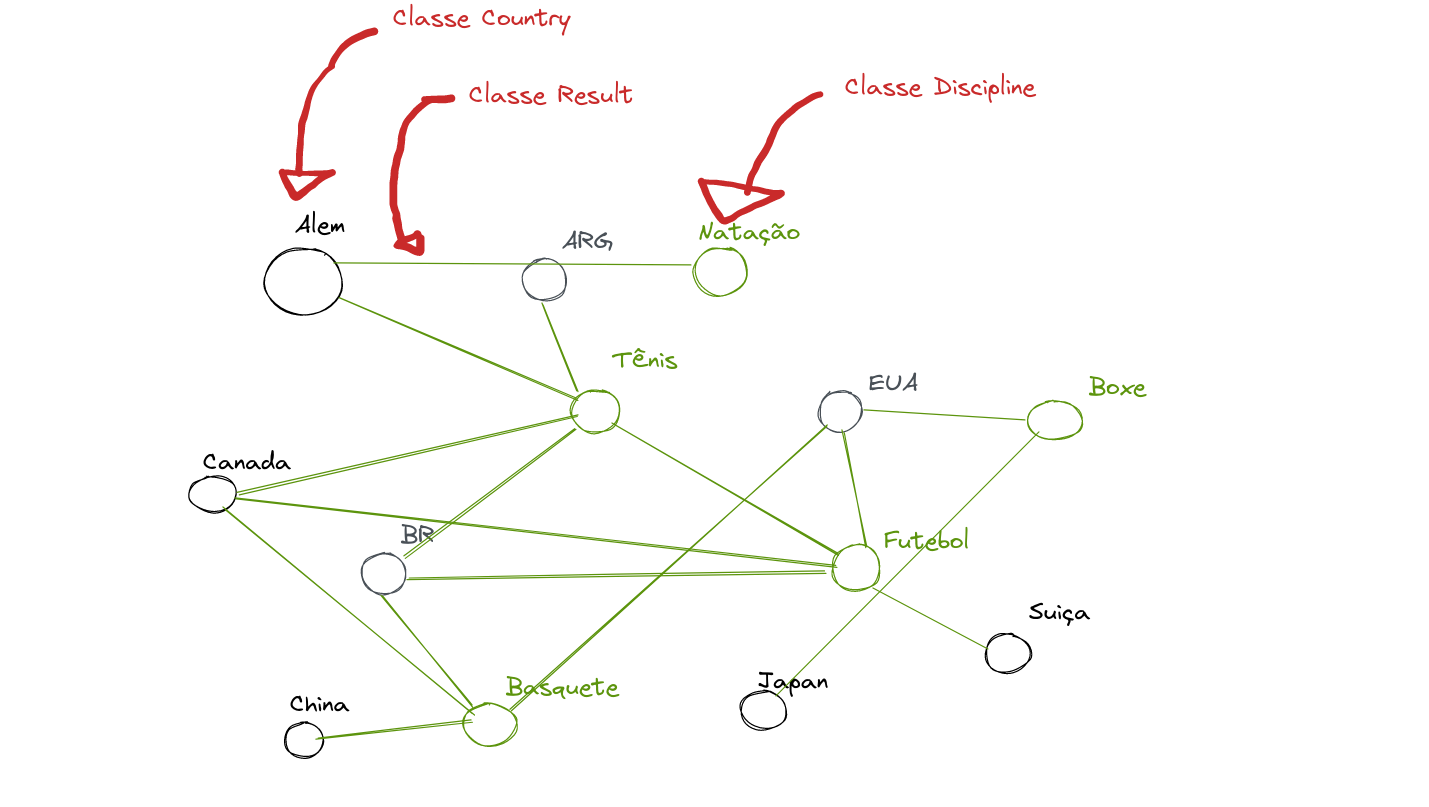 Classe Country
Classe Result
Classe Discipline
Alem
ARG
Natação
Tênis
EUA
Boxe
Canada
BR
Futebol
Suiça
Japan
Basquete
China